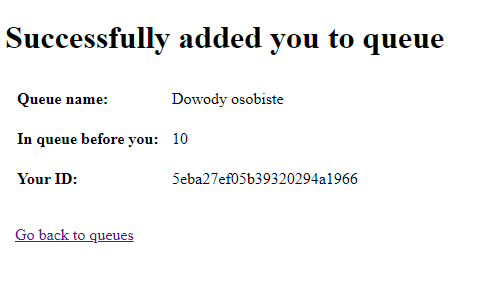 Successfully added you to queue
Queue name: Dowody osobiste
In queue before you: 10
Your ID: 5eba27ef05b39320294a1966
Go back to queues